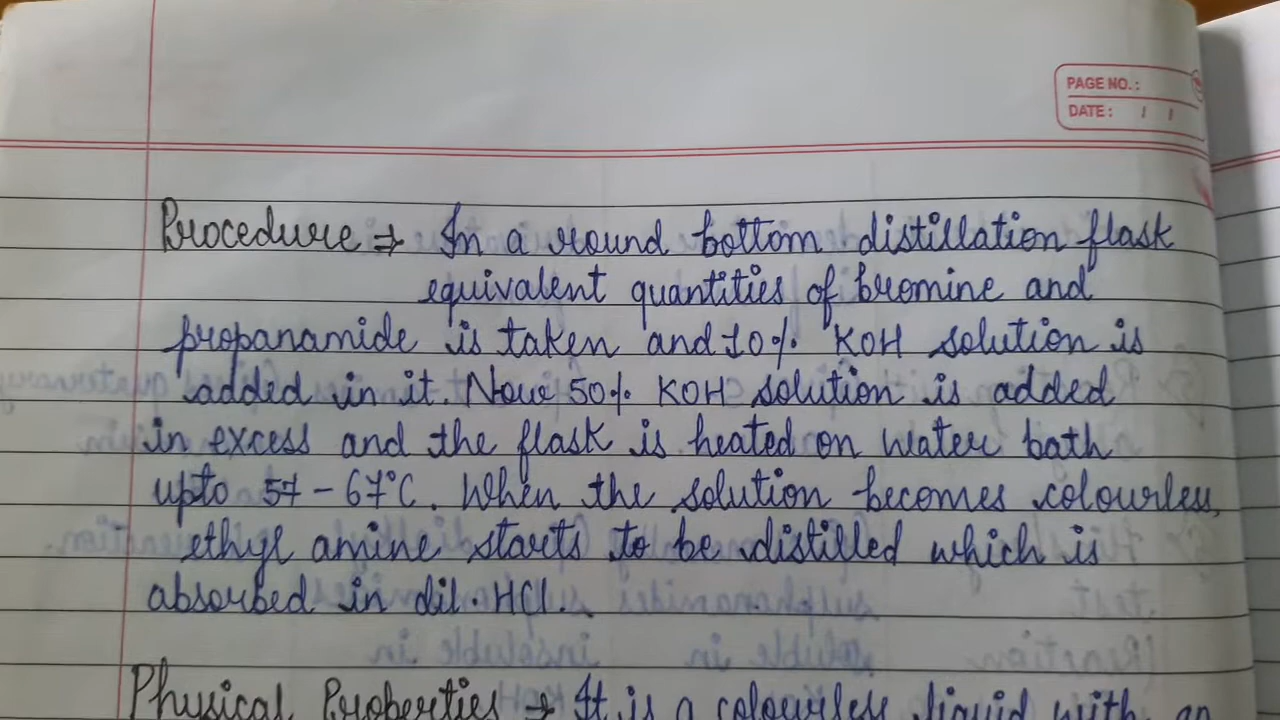 PAGE NO.:
DATE: / /
Procedure ⇒ In a round bottom distillation flask
equivalent quantities of bromine and
propanamide is taken and 10% KOH solution is
added in it. Now 50% KOH solution is added
in excess and the flask is heated on water bath
upto 57-67°C. When the solution becomes colourless,
ethyl amine starts to be distilled which is
absorbed in dil. HCl.
Physical Properties → It is a colourless liquid with an